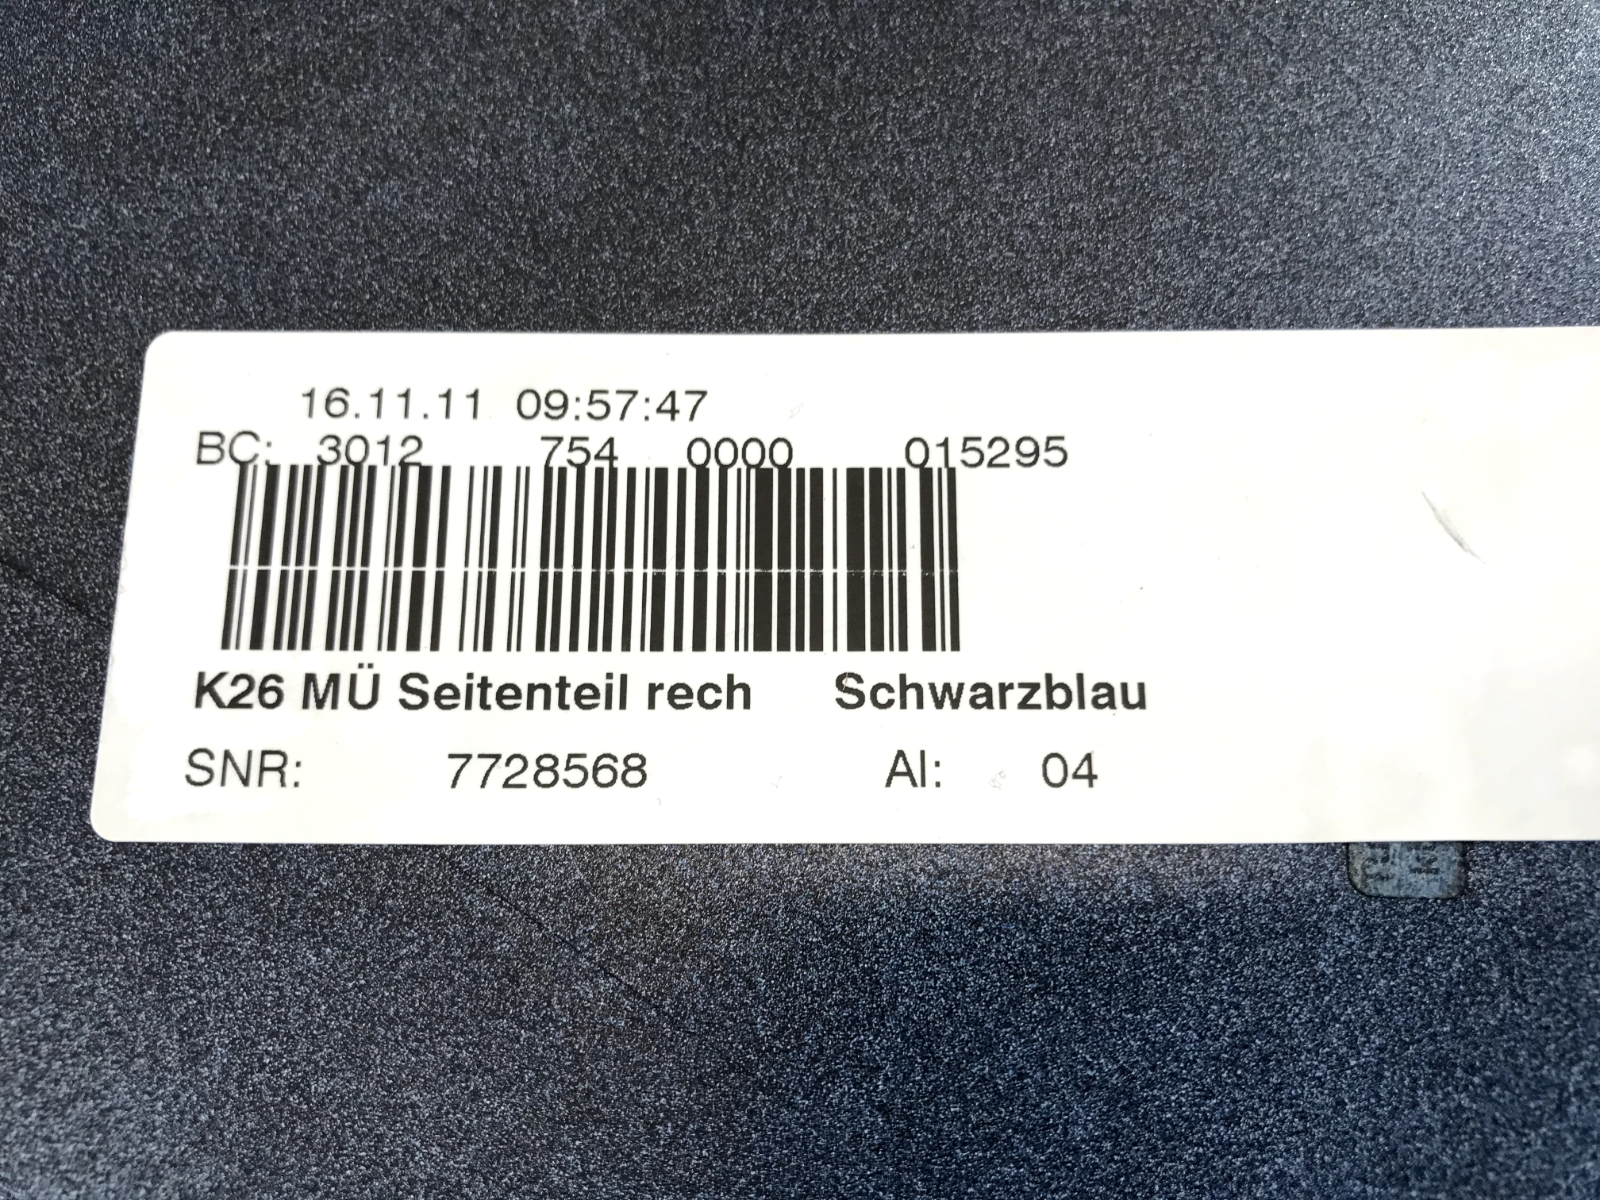 16.11.11 09:57:47
BC: 3012 754 0000 015295
K26 MÜ Seitenteil rech Schwarzblau
SNR: 7728568 AI: 04